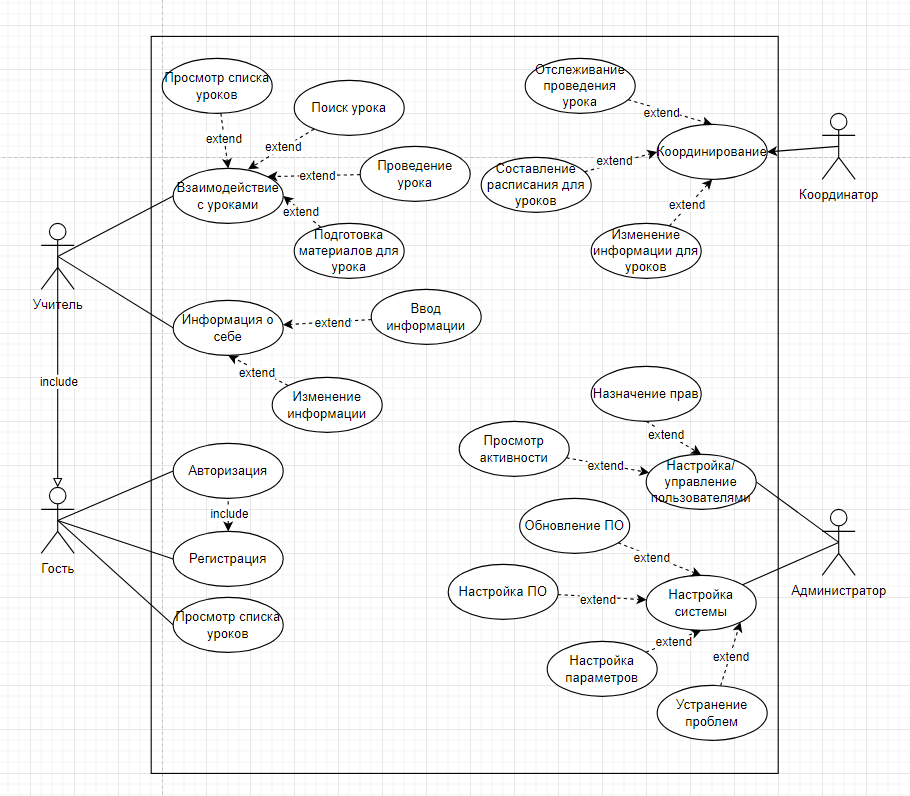 Просмотр списка
уроков
Поиск урока
extend
extend
Проведение
урока
extend
Взаимодействие
с уроками
extend
Подготовка
материалов для
урока
Отслеживание
проведения
урока
extend
Координирование
extend
Составление
расписания для
уроков
extend
Изменение
информации для
уроков
Координатор
Учитель
Информация о
себе
extend
Ввод
информации
extend
Изменение
информации
include
Авторизация
include
Регистрация
Просмотр списка
уроков
Гость
Назначение прав
extend
Просмотр
активности
extend
Настройка/
управление
пользователями
Обновление ПО
extend
Настройка ПО
extend
Настройка
системы
extend
Настройка
параметров
extend
Устранение
проблем
Администратор